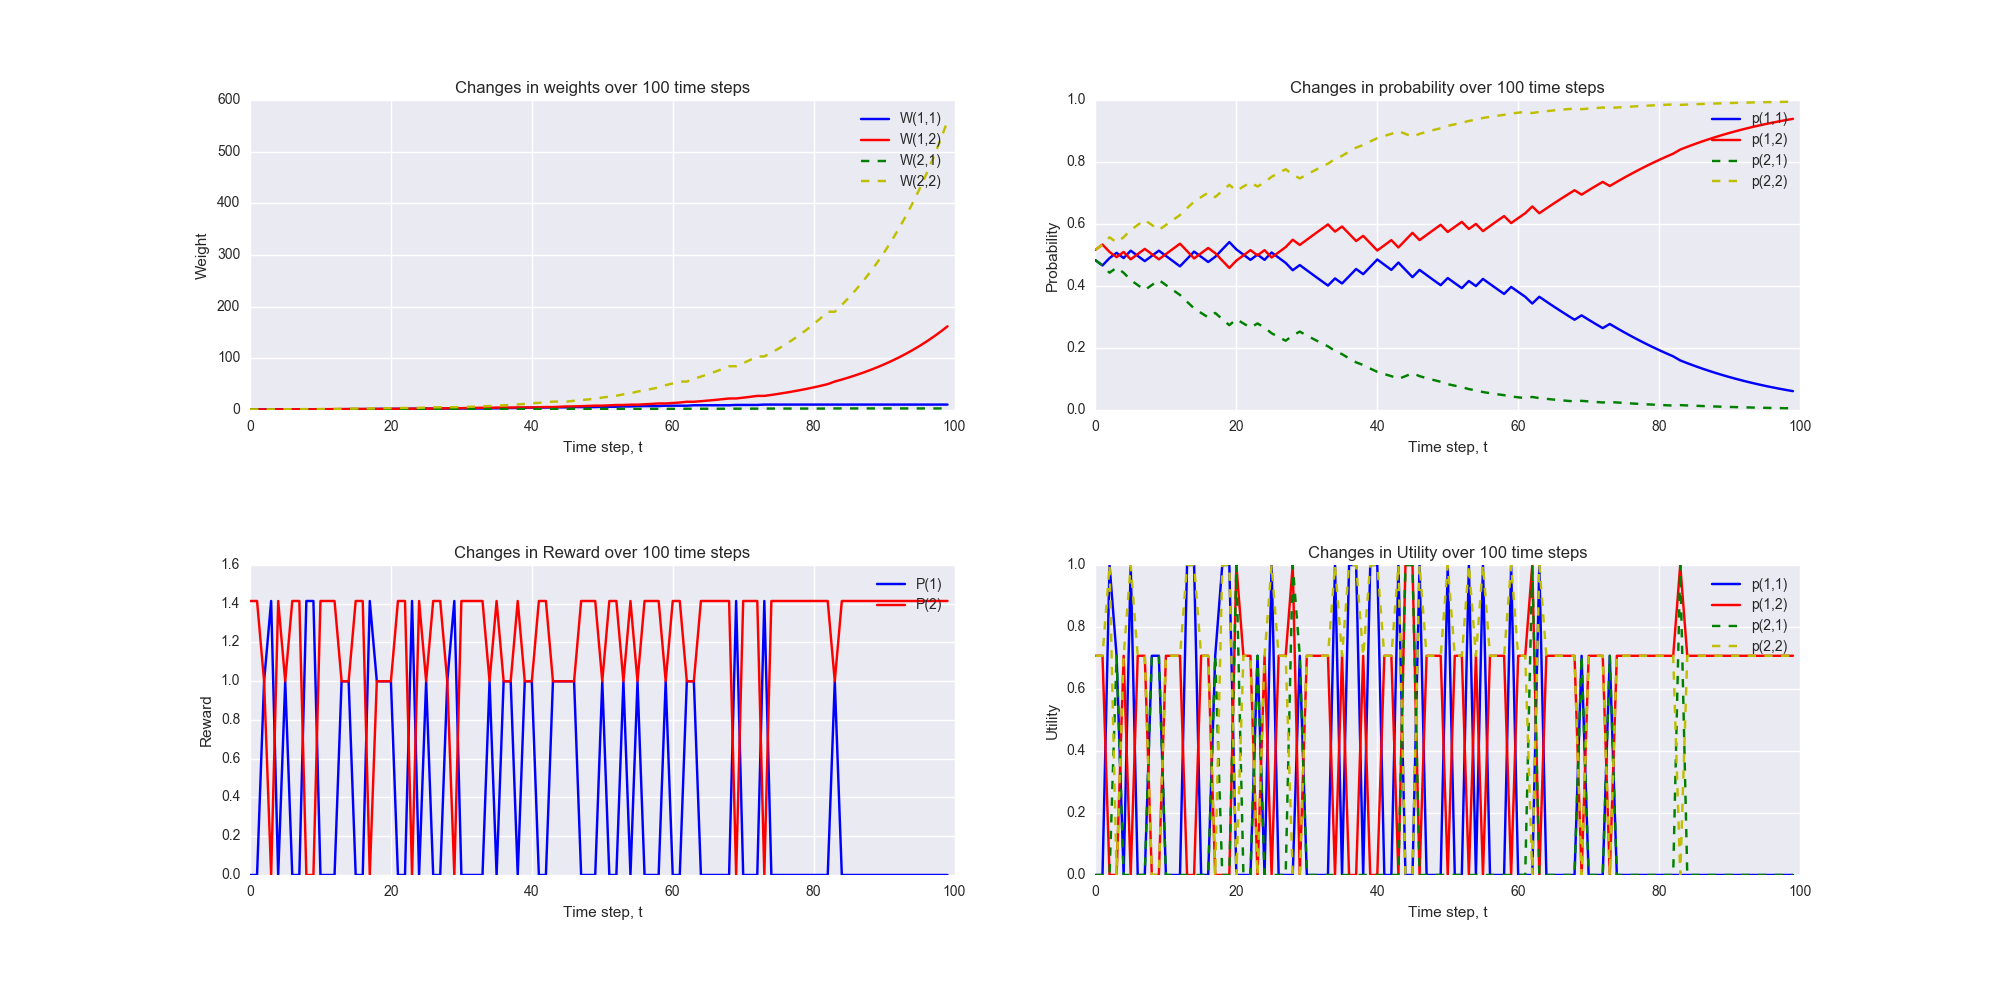 Changes in weights over 100 time steps
600
500
400
300
200
100
0
Weight
0 20 40 60 80 100
Time step, t
W(1,1)
W(1,2)
W(2,1)
W(2,2)
Changes in probability over 100 time steps
1.0
0.8
0.6
0.4
0.2
0.0
Probability
0 20 40 60 80 100
Time step, t
p(1,1)
p(1,2)
p(2,1)
p(2,2)
Changes in Reward over 100 time steps
1.6
1.4
1.2
1.0
0.8
0.6
0.4
0.2
0.0
Reward
0 20 40 60 80 100
Time step, t
P(1)
P(2)
Changes in Utility over 100 time steps
1.0
0.8
0.6
0.4
0.2
0.0
Utility
0 20 40 60 80 100
Time step, t
p(1,1)
p(1,2)
p(2,1)
p(2,2)